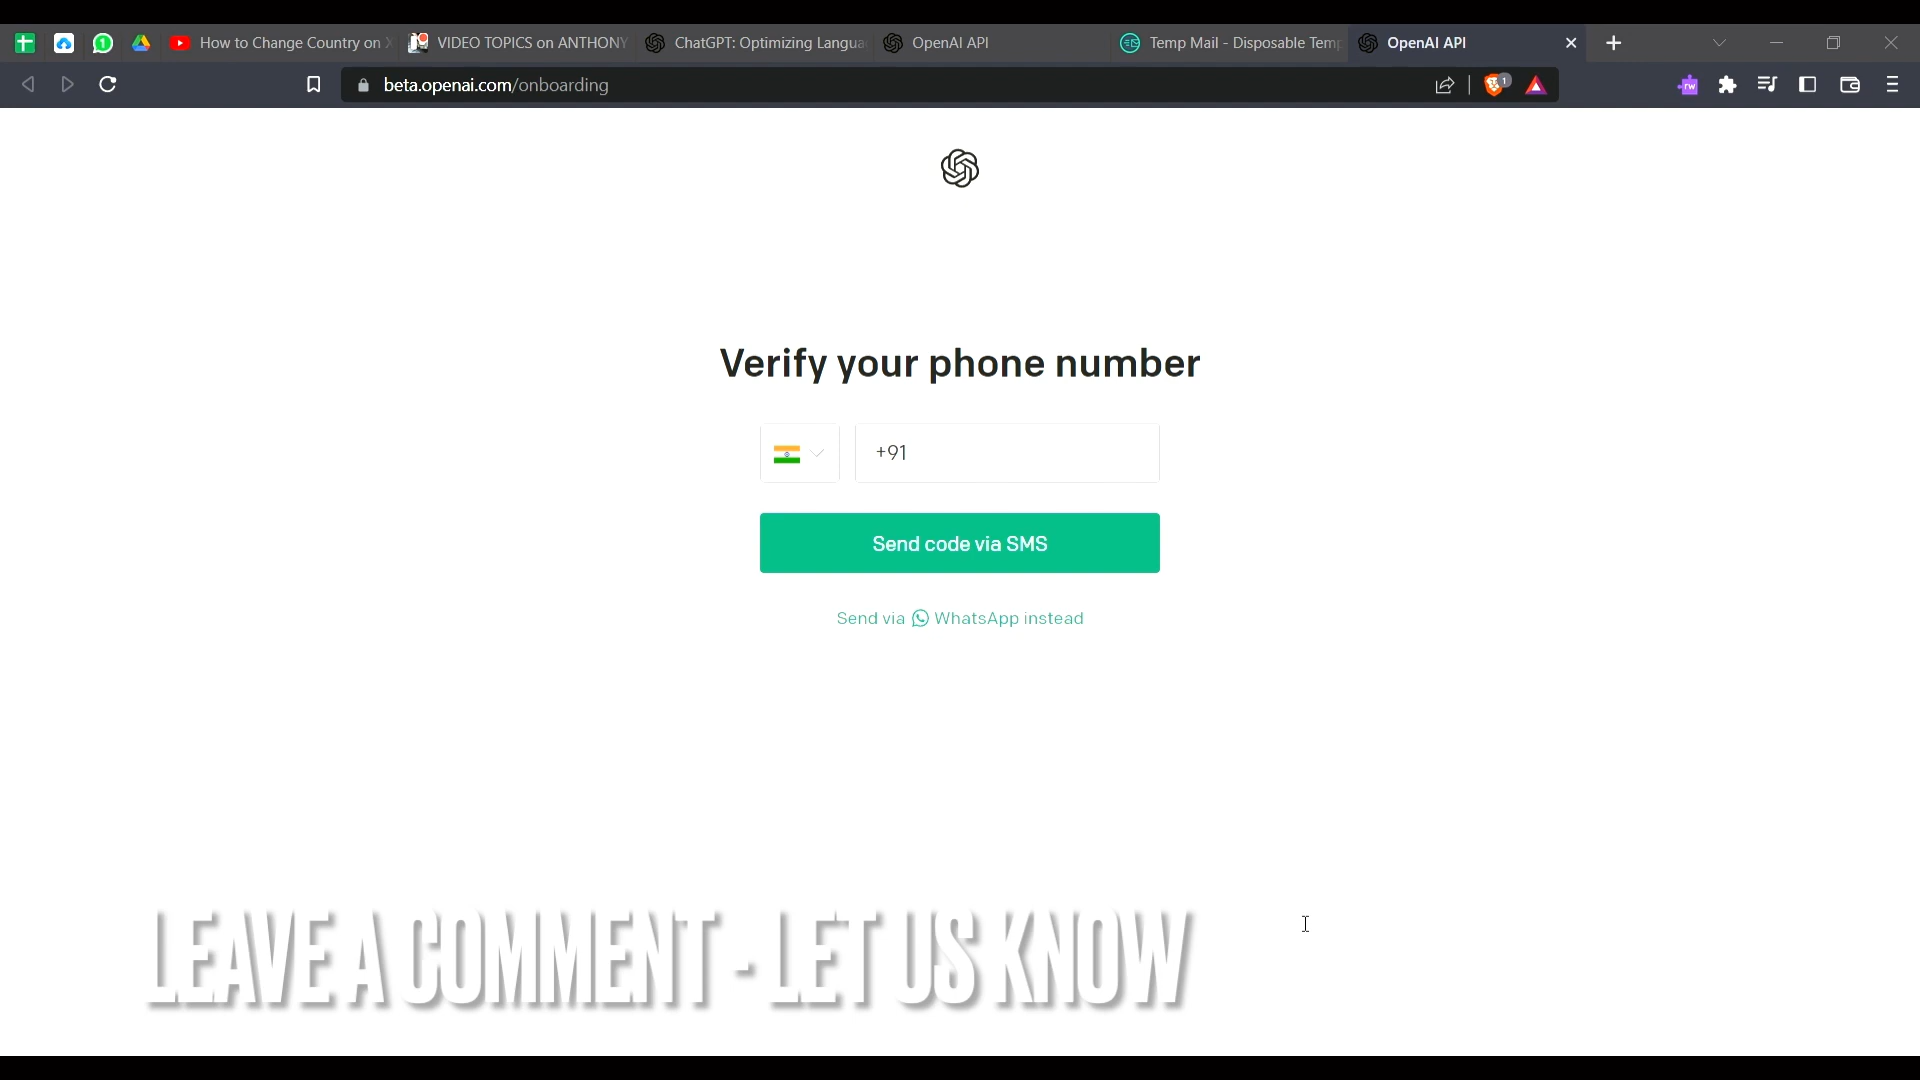 How to Change Country on X
VIDEO TOPICS on ANTHONY
ChatGPT: Optimizing Langua
OpenAI API
Temp Mail - Disposable Temp
OpenAI API
beta.openai.com/onboarding
1
rw
Verify your phone number
+91
Send code via SMS
Send via WhatsApp instead
LEAVE A COMMENT - LET US KNOW